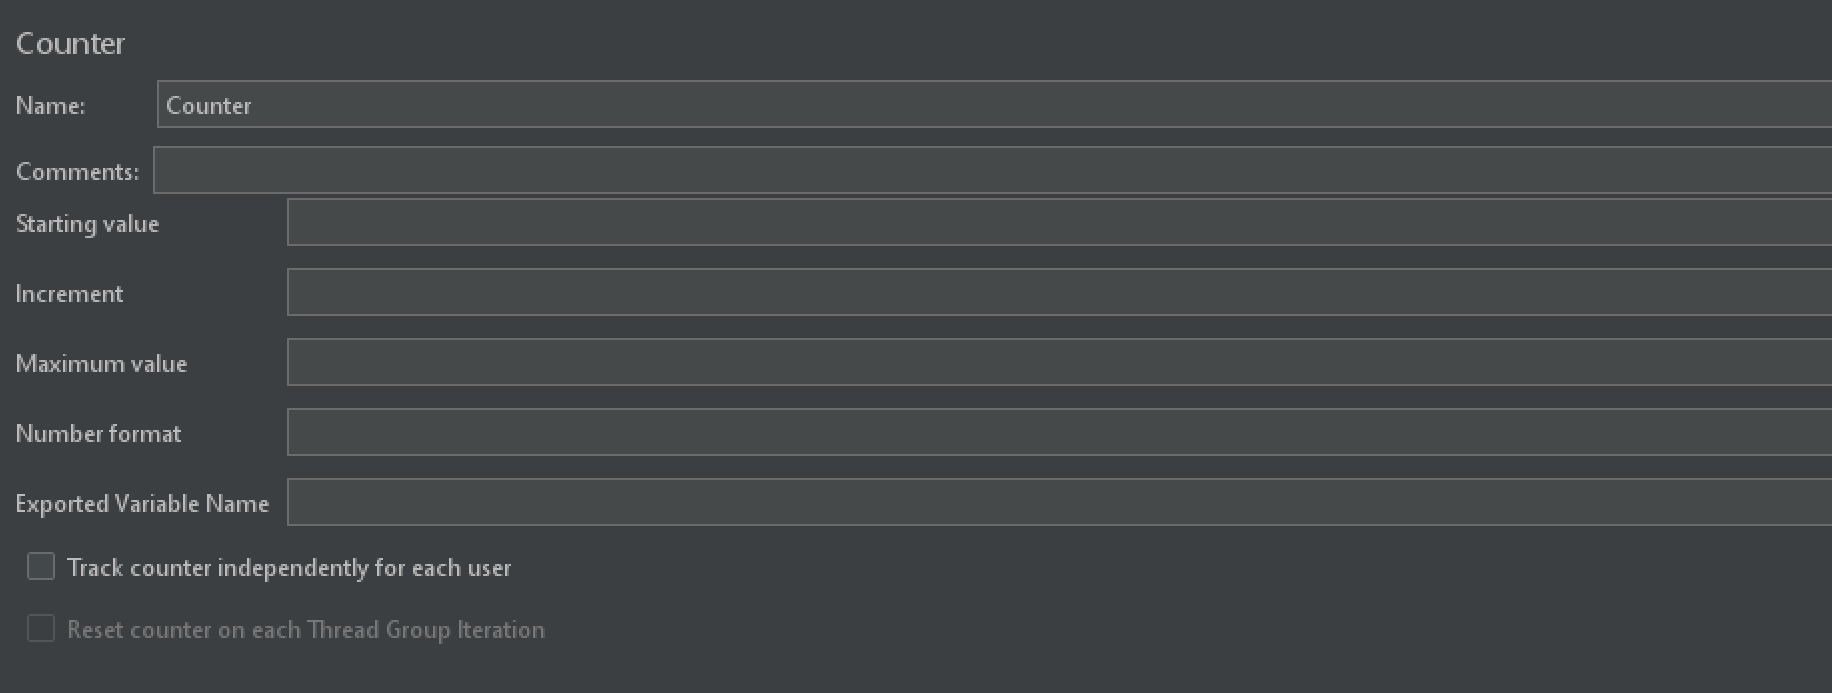 Counter
Name: Counter
Comments:
Starting value
Increment
Maximum value
Number format
Exported Variable Name
Track counter independently for each user
Reset counter on each Thread Group Iteration